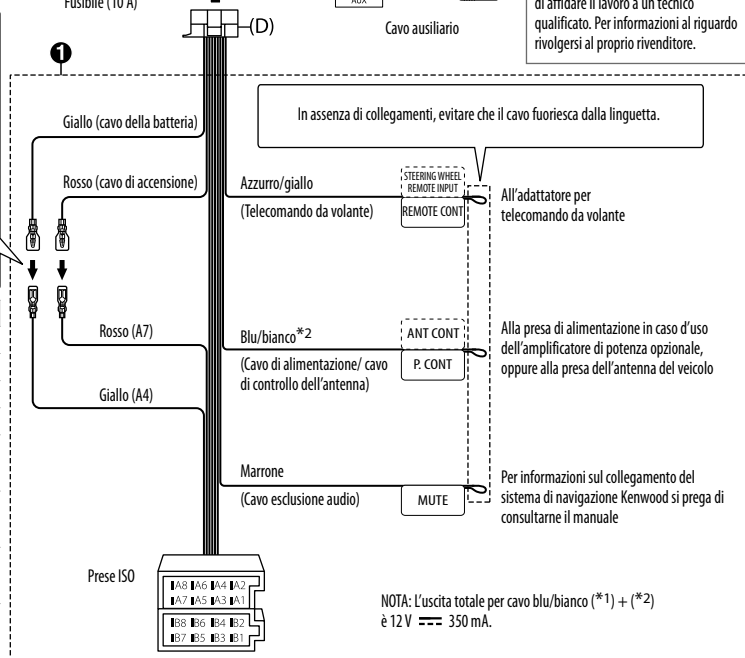 Fusibile (10 A)
AUX
Cavo ausiliario
di affidare il lavoro a un tecnico
qualificato. Per informazioni al riguardo
rivolgersi al proprio rivenditore.
(D)
1
In assenza di collegamenti, evitare che il cavo fuoriesca dalla linguetta.
Giallo (cavo della batteria)
Rosso (cavo di accensione)
Azzurro/giallo
(Telecomando da volante)
STEERING WHEEL
REMOTE INPUT
REMOTE CONT
All'adattatore per
telecomando da volante
Rosso (A7)
Giallo (A4)
Blu/bianco*2
(Cavo di alimentazione/ cavo
di controllo dell'antenna)
ANT CONT
P. CONT
Alla presa di alimentazione in caso d'uso
dell'amplificatore di potenza opzionale,
oppure alla presa dell'antenna del veicolo
Marrone
(Cavo esclusione audio)
MUTE
Per informazioni sul collegamento del
sistema di navigazione Kenwood si prega di
consultarne il manuale
Prese ISO
A8 A6 A4 A2
A7 A5 A3 A1
B8 B6 B4 B2
B7 B5 B3 B1
NOTA: L'uscita totale per cavo blu/bianco (*1) + (*2)
è 12 V ⎓ 350 mA.